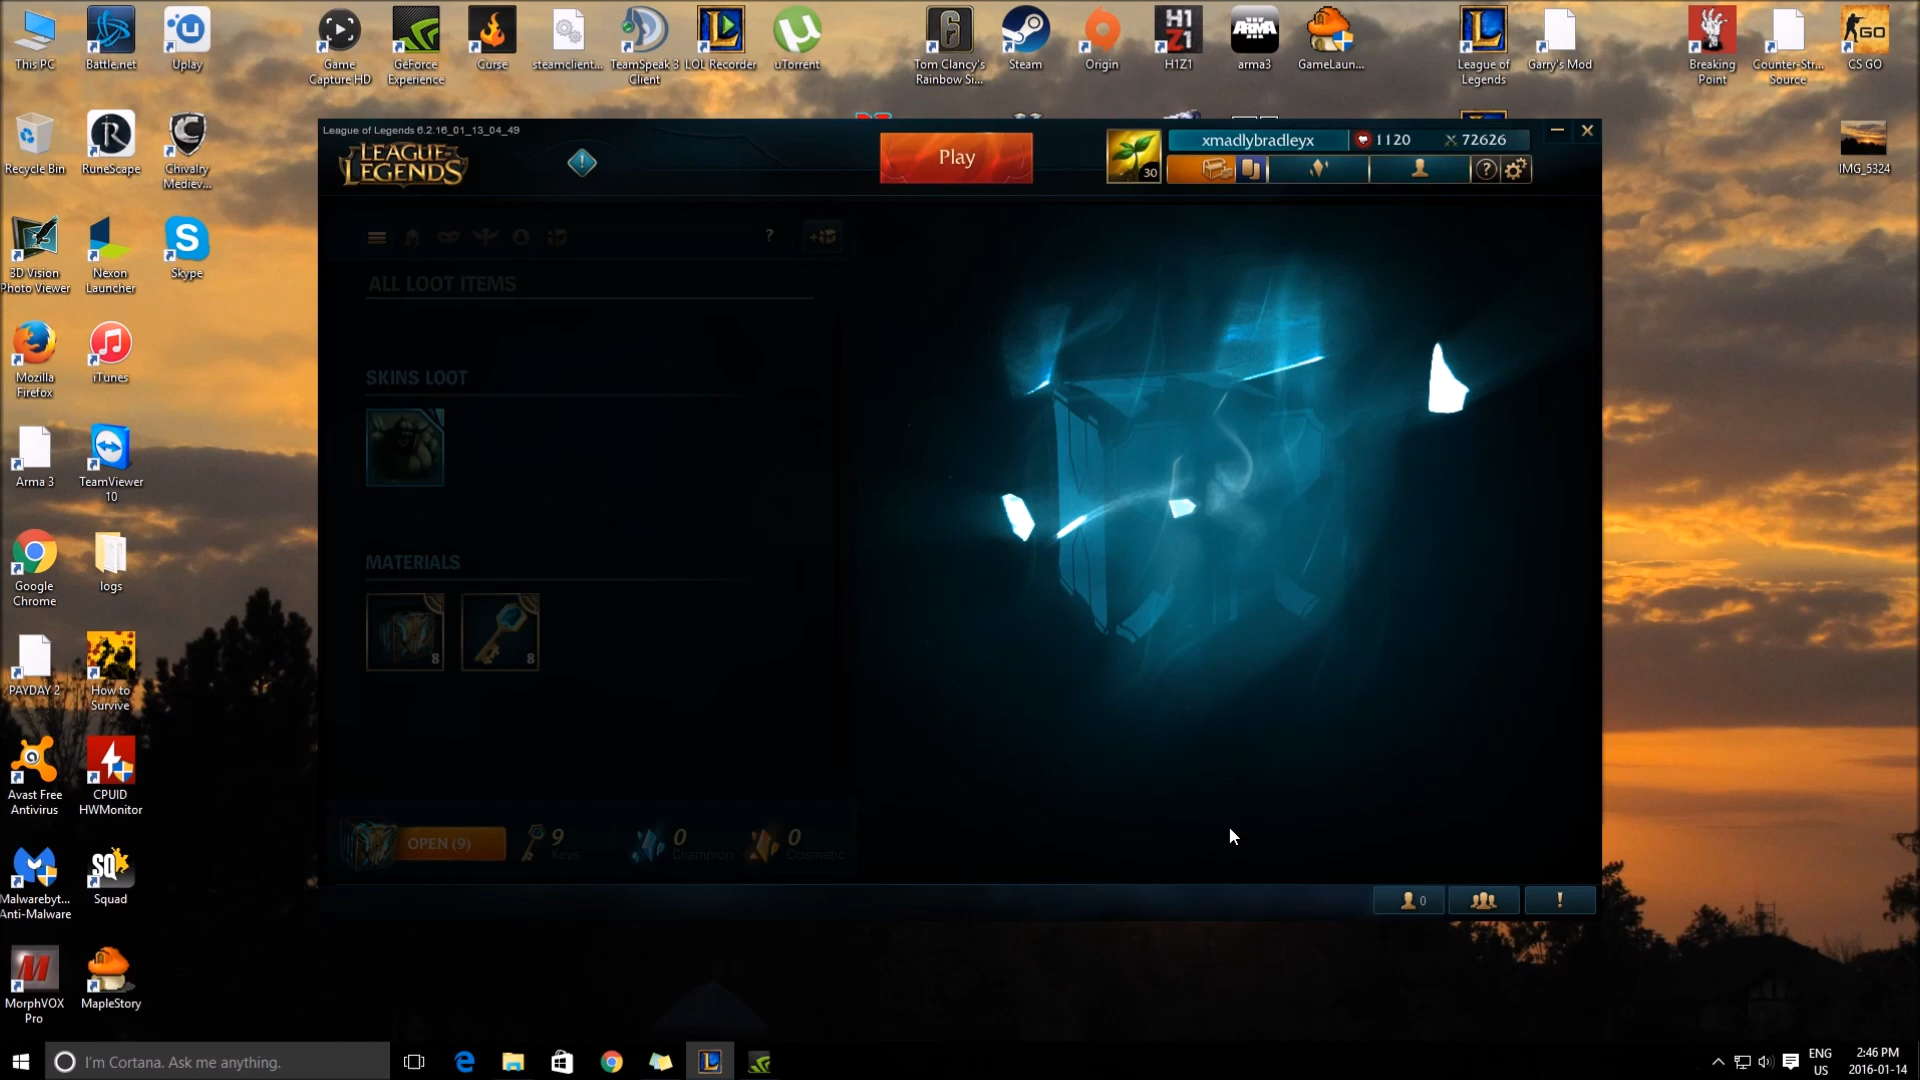 This PC
Battle.net
Uplay
Game
Capture HD
GeForce
Experience
Curse
steamclient...
TeamSpeak 3
Client
LOL Recorder
uTorrent
Tom Clancy's
Rainbow Si...
Steam
Origin
H1Z1
arma3
GameLaun...
League of
Legends
Garry's Mod
Breaking
Point
Counter-Str...
Source
CS GO
Recycle Bin
RuneScape
Chivalry
Mediev...
IMG_5324
3D Vision
Photo Viewer
Nexon
Launcher
Skype
Mozilla
Firefox
iTunes
Arma 3
TeamViewer
10
Google
Chrome
logs
PAYDAY 2
How to
Survive
Avast Free
Antivirus
CPUID
HWMonitor
Malwarebyt...
Anti-Malware
Squad
MorphVOX
Pro
MapleStory
League of Legends 6.2.16_01_13_04_49
LEAGUE OF
LEGENDS
Play
30
xmadlybradleyx
1120
72626
?
ALL LOOT ITEMS
SKINS LOOT
MATERIALS
8
8
OPEN (9)
9
Keys
0
Champion
0
Cosmetic
0
I'm Cortana. Ask me anything.
ENG
US
2:46 PM
2016-01-14